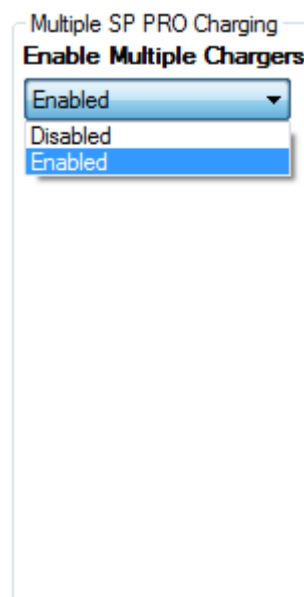 Multiple SP PRO Charging
Enable Multiple Chargers
Enabled
Disabled
Enabled